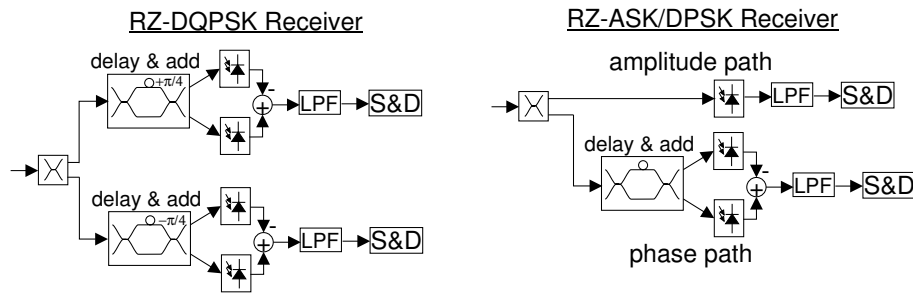 RZ-DQPSK Receiver
delay & add
+π/4
-
+
LPF
S&D
delay & add
−π/4
-
+
LPF
S&D
RZ-ASK/DPSK Receiver
amplitude path
LPF
S&D
delay & add
-
+
LPF
S&D
phase path